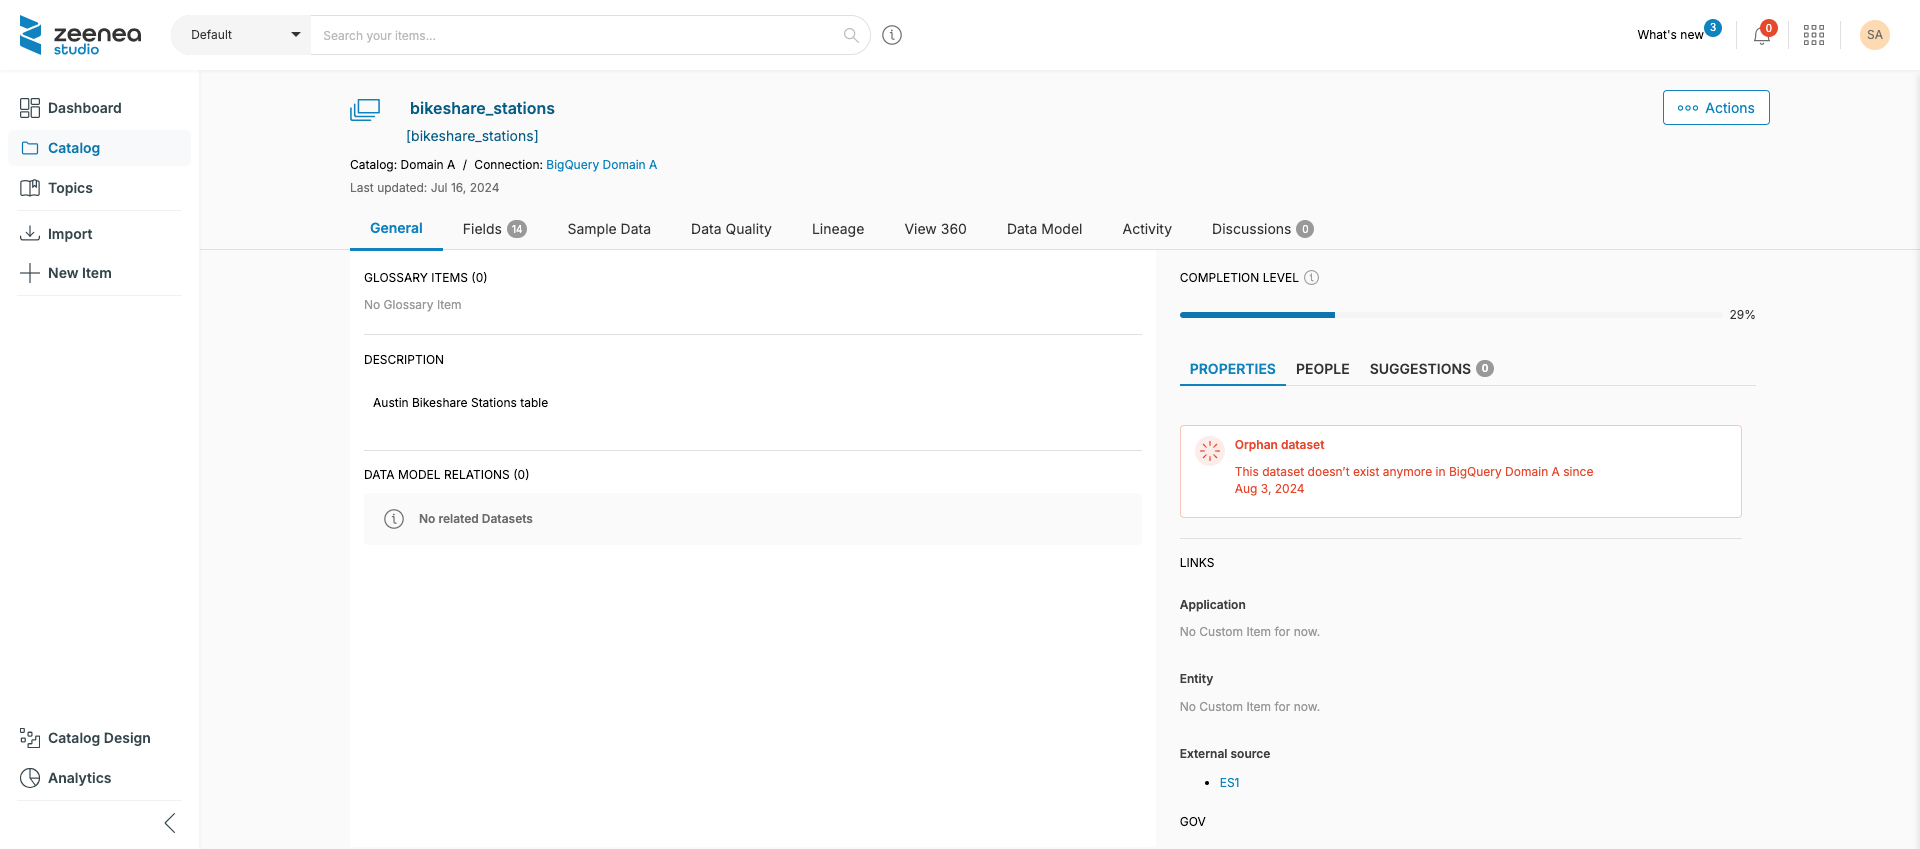 zeenea
studio
Default
Search your items...
What's new
3
0
SA
Dashboard
Catalog
Topics
Import
New Item
Catalog Design
Analytics
bikeshare_stations
[bikeshare_stations]
Catalog: Domain A / Connection: BigQuery Domain A
Last updated: Jul 16, 2024
Actions
General
Fields 14
Sample Data
Data Quality
Lineage
View 360
Data Model
Activity
Discussions 0
GLOSSARY ITEMS (0)
No Glossary Item
DESCRIPTION
Austin Bikeshare Stations table
DATA MODEL RELATIONS (0)
No related Datasets
COMPLETION LEVEL
29%
PROPERTIES
PEOPLE
SUGGESTIONS 0
Orphan dataset
This dataset doesn't exist anymore in BigQuery Domain A since
Aug 3, 2024
LINKS
Application
No Custom Item for now.
Entity
No Custom Item for now.
External source
• ES1
GOV